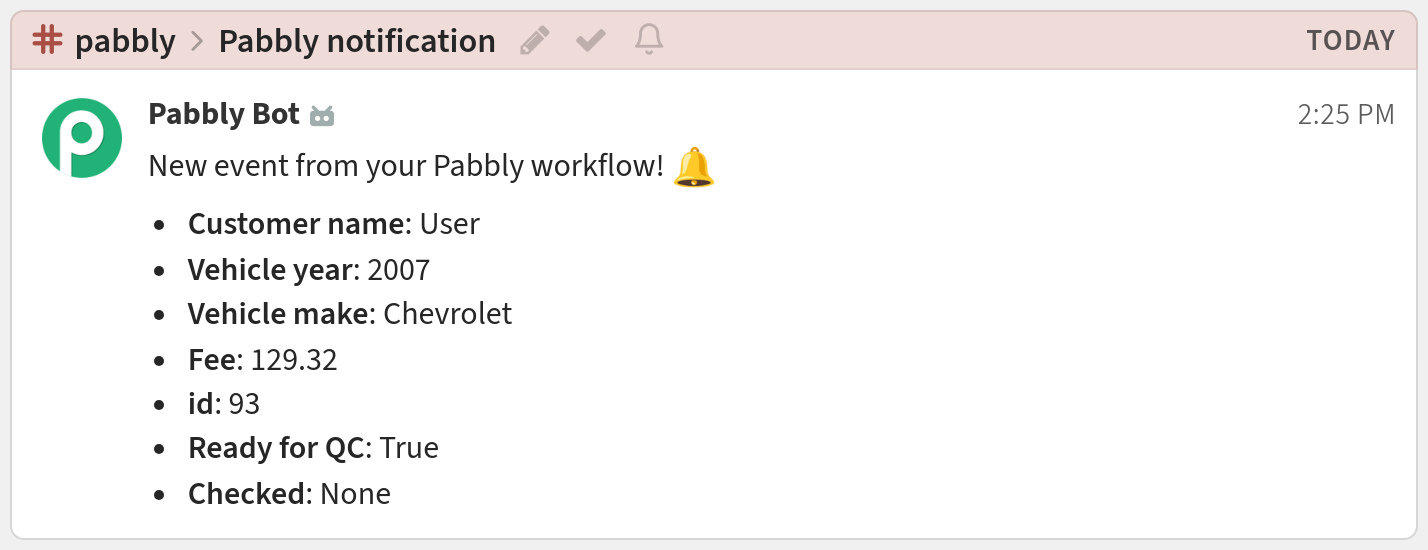 # pabbly > Pabbly notification TODAY
Pabbly Bot 2:25 PM
New event from your Pabbly workflow! 🔔
• Customer name: User
• Vehicle year: 2007
• Vehicle make: Chevrolet
• Fee: 129.32
• id: 93
• Ready for QC: True
• Checked: None